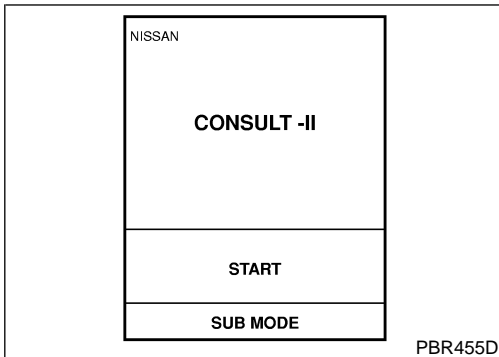 NISSAN
CONSULT -II
START
SUB MODE
PBR455D